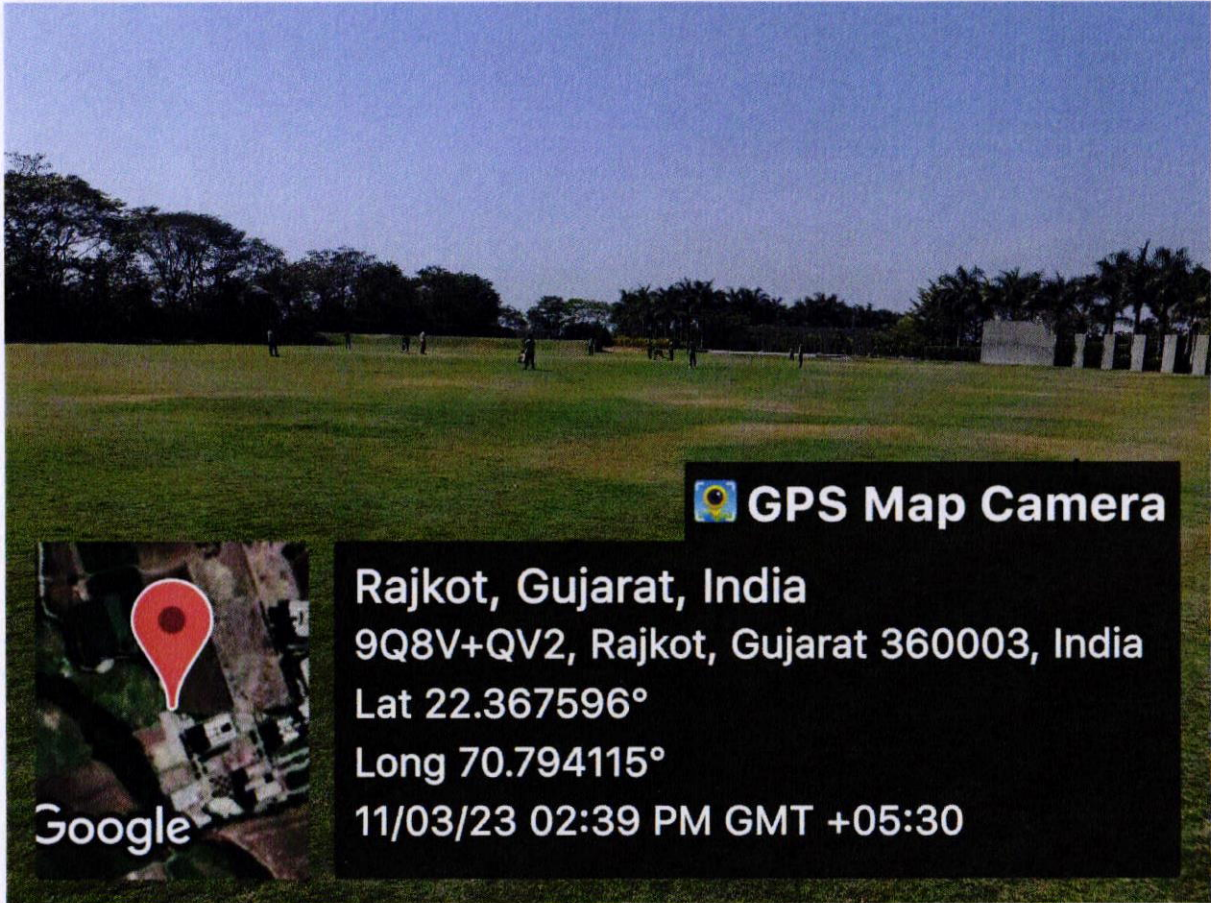 GPS Map Camera
Rajkot, Gujarat, India
9Q8V+QV2, Rajkot, Gujarat 360003, India
Lat 22.367596°
Long 70.794115°
11/03/23 02:39 PM GMT +05:30
Google